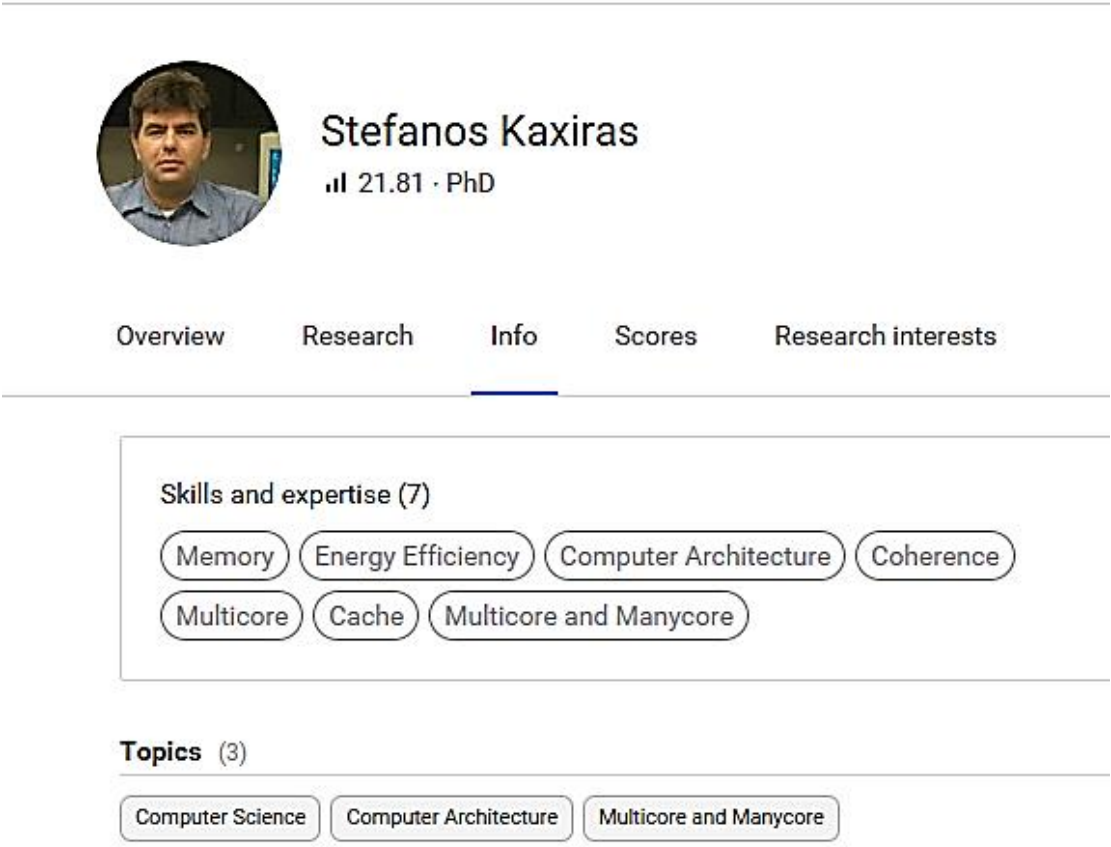 Stefanos Kaxiras
21.81 · PhD
Overview Research Info Scores Research interests
Skills and expertise (7)
Memory Energy Efficiency Computer Architecture Coherence
Multicore Cache Multicore and Manycore
Topics (3)
Computer Science Computer Architecture Multicore and Manycore